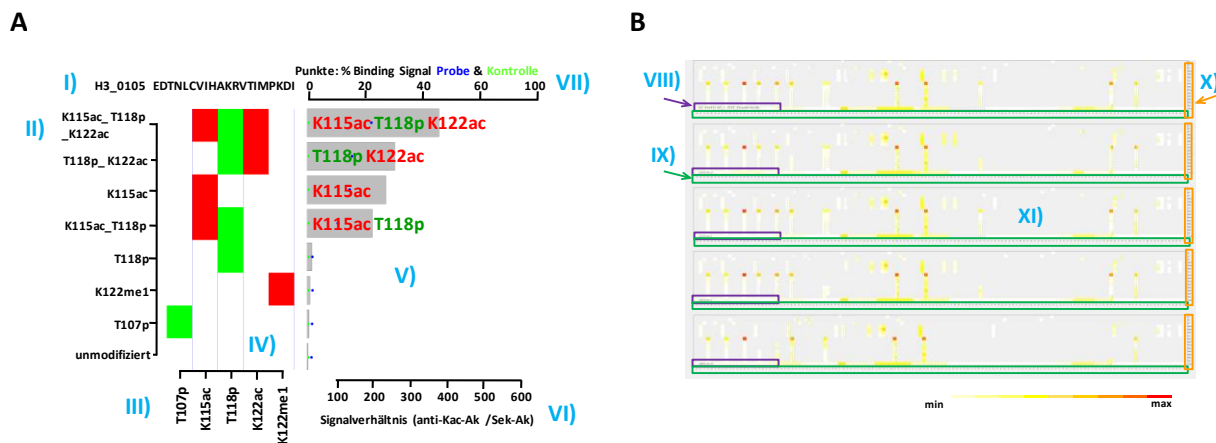 A
B
I)
H3_0105 EDTNLCVIHAKRVTIMPKDI
Punkte: % Binding Signal Probe & Kontrolle
VII)
0 20 40 60 80 100
II)
K115ac_ T118p
_K122ac
T118p_ K122ac
K115ac
K115ac_T118p
T118p
K122me1
T107p
unmodifiziert
K115ac T118p K122ac
T118p K122ac
K115ac
K115ac T118p
V)
IV)
III)
T107p
K115ac
T118p
K122ac
K122me1
100 200 300 400 500 600
Signalverhältnis (anti-Kac-Ak /Sek-Ak)
VI)
VIII)
IX)
X)
XI)
min max